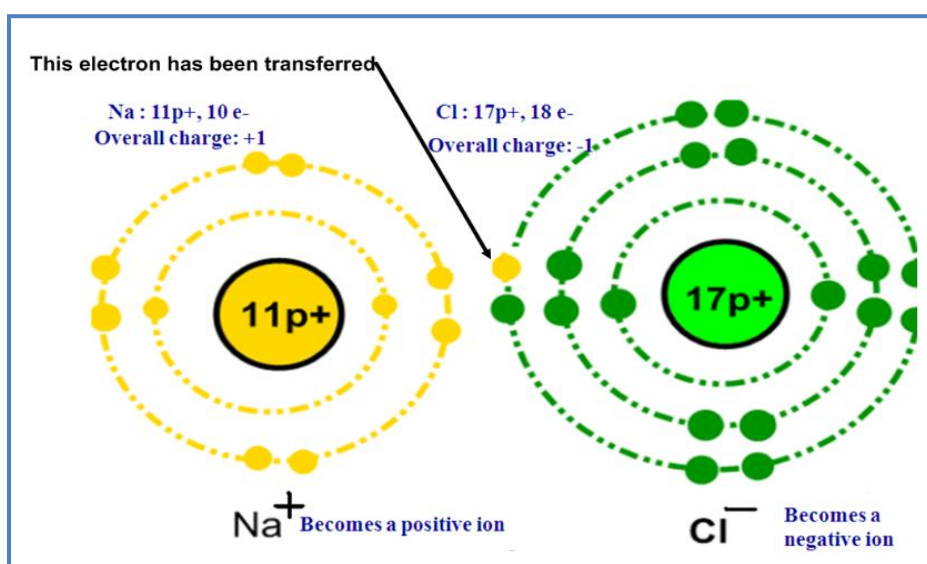 This electron has been transferred
Na : 11p+, 10 e-
Overall charge: +1
Cl : 17p+, 18 e-
Overall charge: -1
11p+
17p+
Na+
Becomes a positive ion
Cl−
Becomes a
negative ion